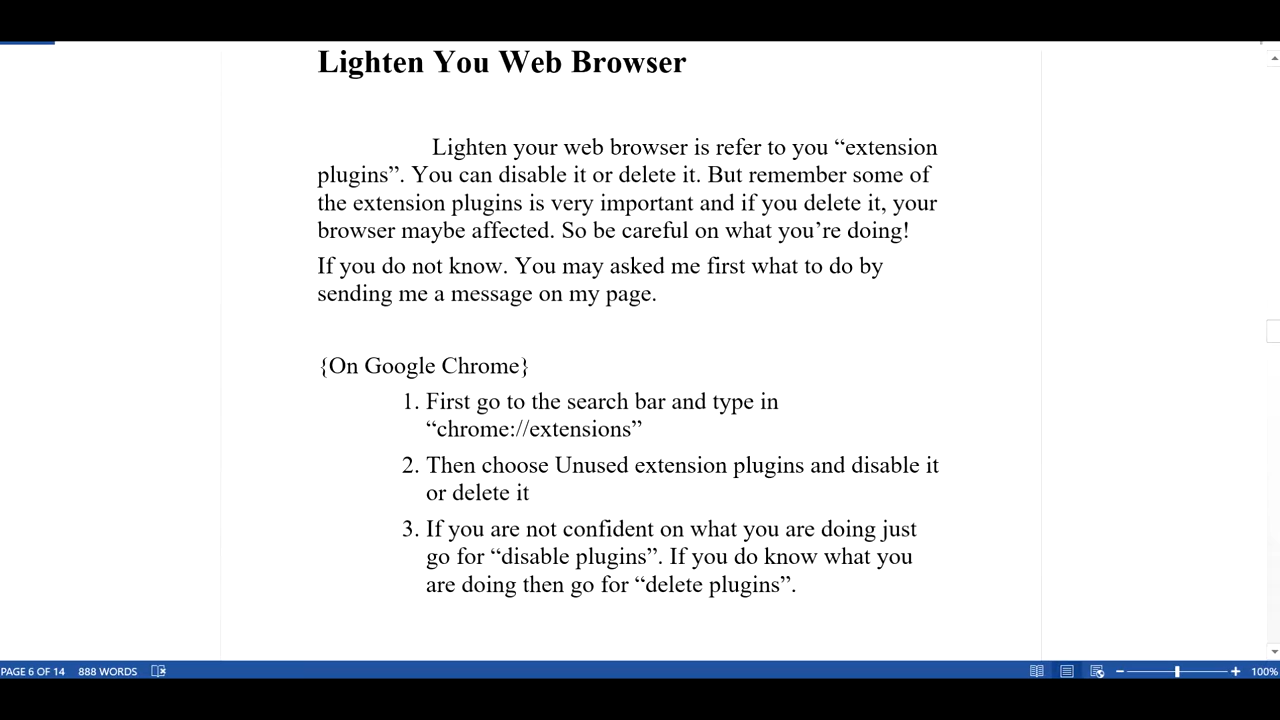 Lighten You Web Browser
Lighten your web browser is refer to you “extension
plugins”. You can disable it or delete it. But remember some of
the extension plugins is very important and if you delete it, your
browser maybe affected. So be careful on what you’re doing!
If you do not know. You may asked me first what to do by
sending me a message on my page.
{On Google Chrome}
1. First go to the search bar and type in
“chrome://extensions”
2. Then choose Unused extension plugins and disable it
or delete it
3. If you are not confident on what you are doing just
go for “disable plugins”. If you do know what you
are doing then go for “delete plugins”.
PAGE 6 OF 14 888 WORDS 100%